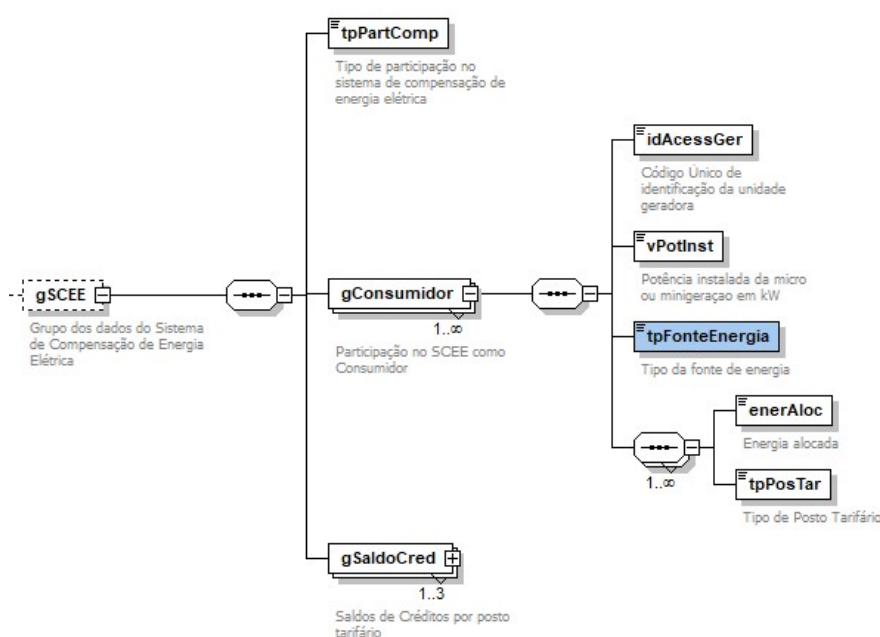 tpPartComp
Tipo de participação no
sistema de compensação de
energia elétrica
idAcessGer
Código Único de
identificação da unidade
geradora
vPotInst
Potência instalada da micro
ou minigeraçao em kW
gSCEE
Grupo dos dados do Sistema
de Compensação de Energia
Elétrica
gConsumidor
1..∞
Participação no SCEE como
Consumidor
tpFonteEnergia
Tipo da fonte de energia
1..∞
enerAloc
Energia alocada
tpPosTar
Tipo de Posto Tarifário
gSaldoCred
1..3
Saldos de Créditos por posto
tarifário